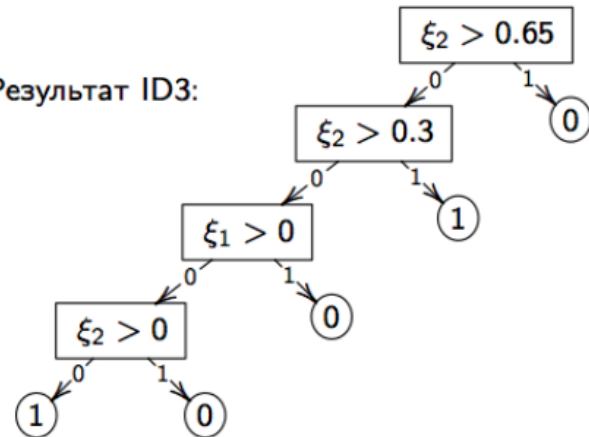 ξ₂ > 0.65
Результат ID3:
0 1
ξ₂ > 0.3 0
0 1
ξ₁ > 0 1
0 1
ξ₂ > 0 0
0 1
1 0